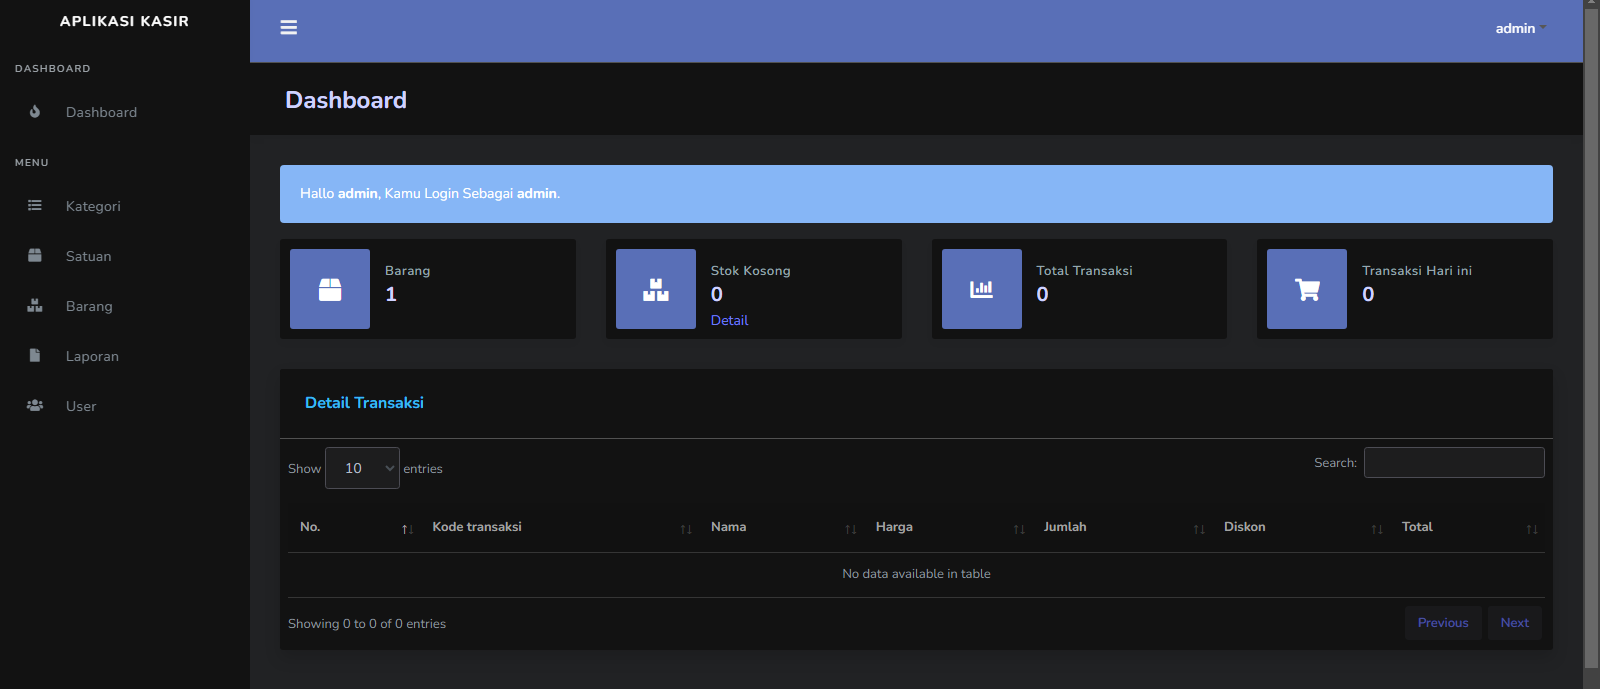 APLIKASI KASIR
admin
DASHBOARD
Dashboard
Dashboard
MENU
Kategori
Satuan
Barang
Laporan
User
Hallo admin, Kamu Login Sebagai admin.
Barang
1
Stok Kosong
0
Detail
Total Transaksi
0
Transaksi Hari ini
0
Detail Transaksi
Show 10 entries
Search:
No. Kode transaksi Nama Harga Jumlah Diskon Total
No data available in table
Showing 0 to 0 of 0 entries
Previous Next